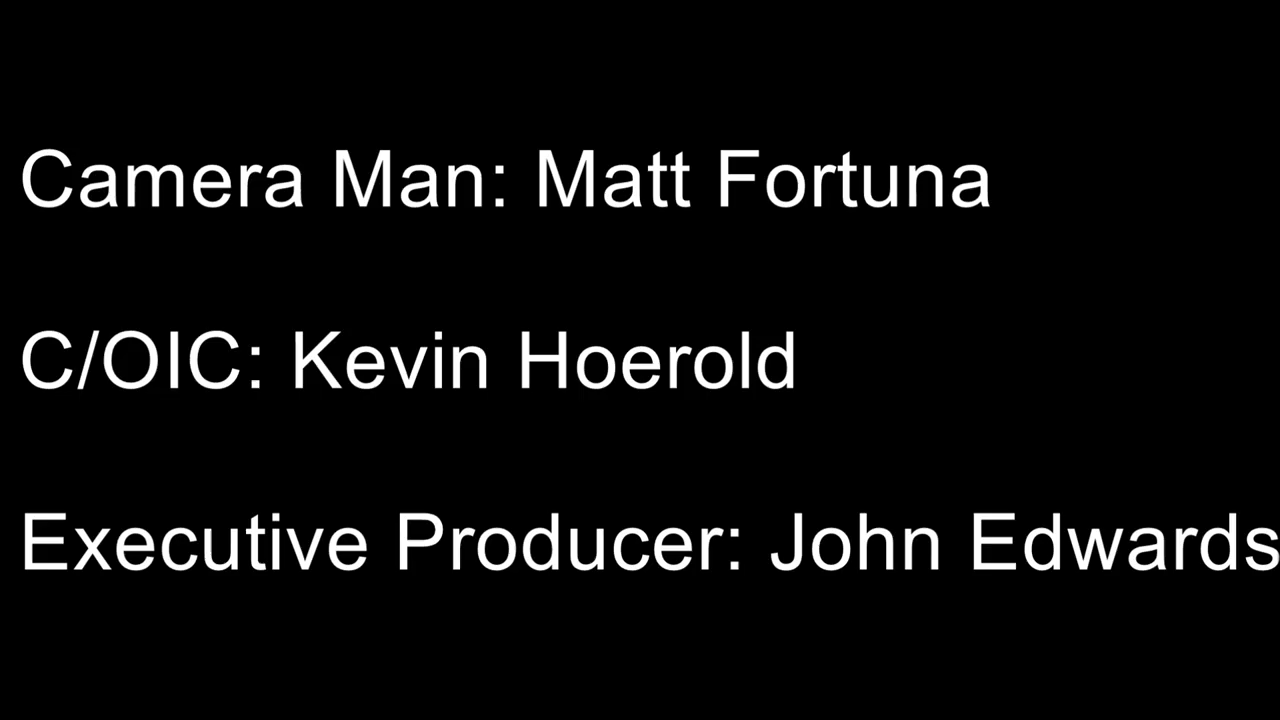 Camera Man: Matt Fortuna
C/OIC: Kevin Hoerold
Executive Producer: John Edwards